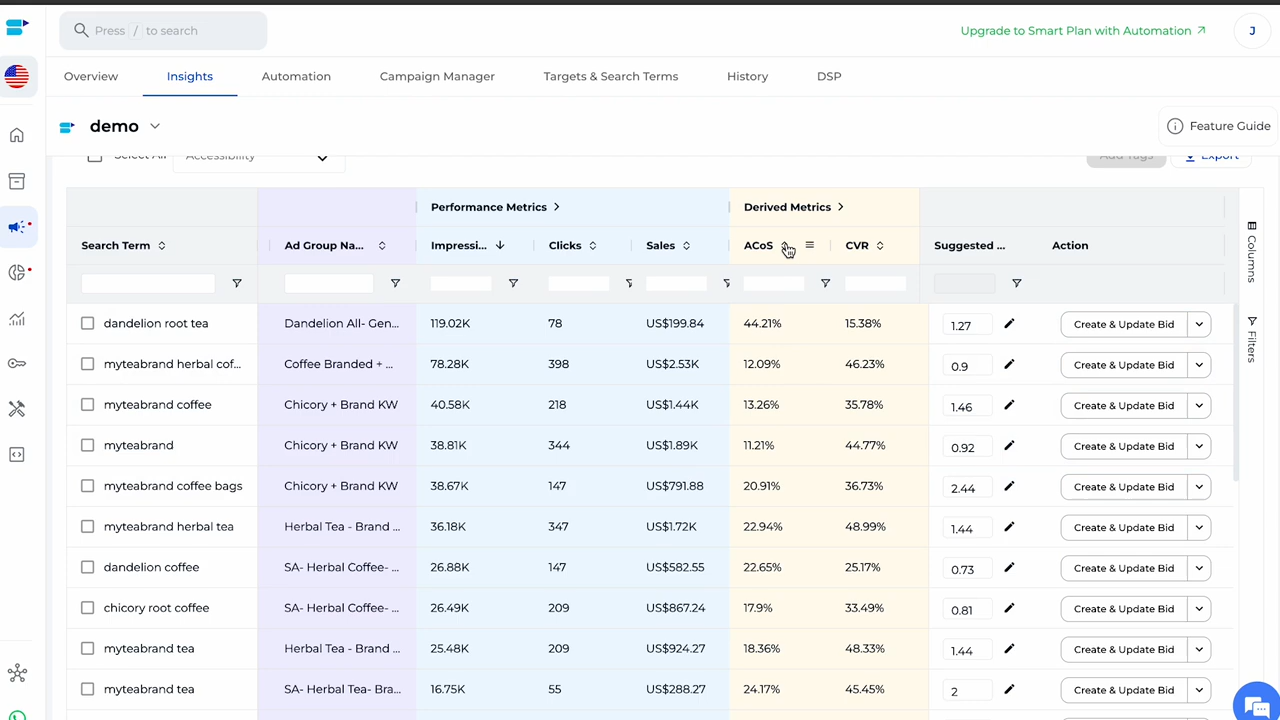 Press / to search
Upgrade to Smart Plan with Automation
J
Overview
Insights
Automation
Campaign Manager
Targets & Search Terms
History
DSP
demo
Feature Guide
Select All
Accessibility
Add Tags
Export
Performance Metrics
Derived Metrics
Search Term
Ad Group Na...
Impressi...
Clicks
Sales
ACoS
CVR
Suggested ...
Action
dandelion root tea Dandelion All- Gen... 119.02K 78 US$199.84 44.21% 15.38% 1.27 Create & Update Bid
myteabrand herbal cof... Coffee Branded + ... 78.28K 398 US$2.53K 12.09% 46.23% 0.9 Create & Update Bid
myteabrand coffee Chicory + Brand KW 40.58K 218 US$1.44K 13.26% 35.78% 1.46 Create & Update Bid
myteabrand Chicory + Brand KW 38.81K 344 US$1.89K 11.21% 44.77% 0.92 Create & Update Bid
myteabrand coffee bags Chicory + Brand KW 38.67K 147 US$791.88 20.91% 36.73% 2.44 Create & Update Bid
myteabrand herbal tea Herbal Tea - Brand ... 36.18K 347 US$1.72K 22.94% 48.99% 1.44 Create & Update Bid
dandelion coffee SA- Herbal Coffee- ... 26.88K 147 US$582.55 22.65% 25.17% 0.73 Create & Update Bid
chicory root coffee SA- Herbal Coffee- ... 26.49K 209 US$867.24 17.9% 33.49% 0.81 Create & Update Bid
myteabrand tea Herbal Tea - Brand ... 25.48K 209 US$924.27 18.36% 48.33% 1.44 Create & Update Bid
myteabrand tea SA- Herbal Tea- Bra... 16.75K 55 US$288.27 24.17% 45.45% 2 Create & Update Bid
Columns
Filters